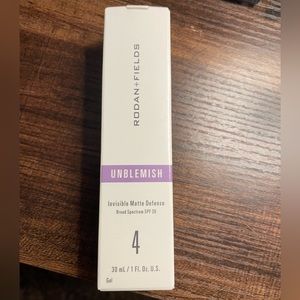 RODAN+FIELDS
UNBLEMISH
Invisible Matte Defense
Broad Spectrum SPF 20
4
30 mL / 1 Fl. Oz. U.S.
Gel